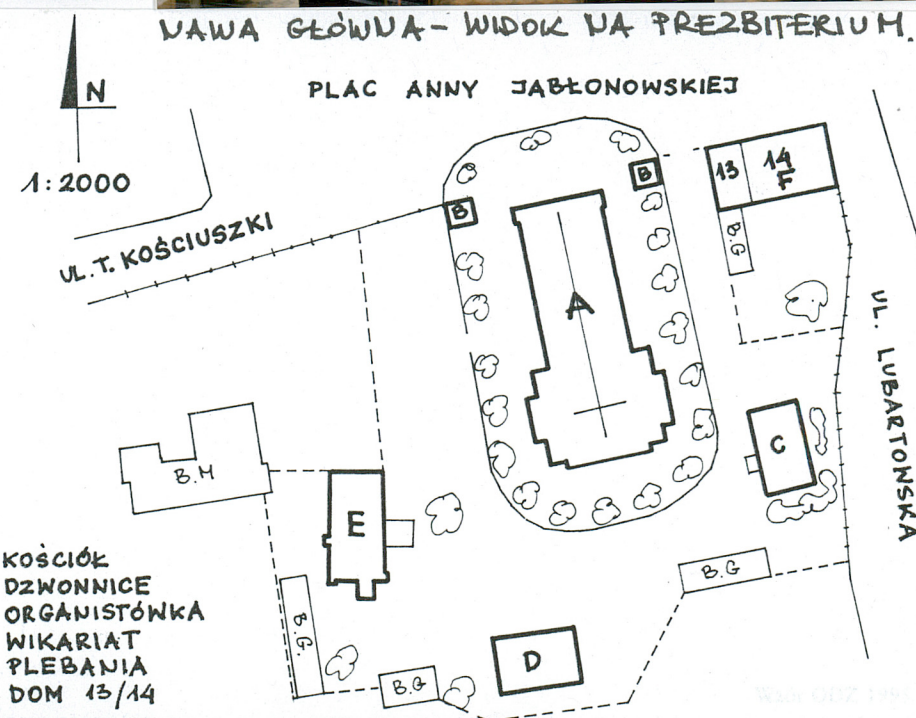 NAWA GŁÓWNA – WIDOK NA PREZBITERIUM.
PLAC ANNY JABŁONOWSKIEJ
N
1:2000
UL. T. KOŚCIUSZKI
B
B
13
14
F
B.G
A
UL. LUBARTOWSKA
C
B.M
E
B.G.
B.G
D
B.G
KOŚCIÓŁ
DZWONNICE
ORGANISTÓWKA
WIKARIAT
PLEBANIA
DOM 13/14